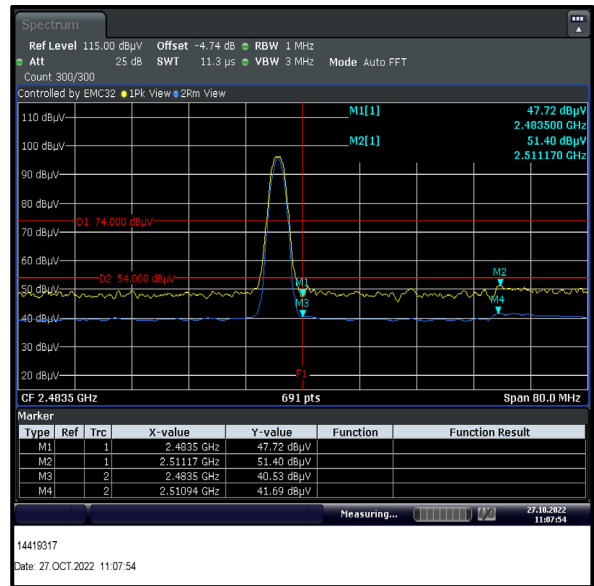 Spectrum
Ref Level 115.00 dBµV Offset -4.74 dB RBW 1 MHz
Att 25 dB SWT 11.3 µs VBW 3 MHz Mode Auto FFT
Count 300/300
Controlled by EMC32 1Pk View 2Rm View
M1[1] 47.72 dBµV
2.483500 GHz
M2[1] 51.40 dBµV
2.511170 GHz
110 dBµV
100 dBµV
90 dBµV
80 dBµV
D1 74.000 dBµV
70 dBµV
60 dBµV
D2 54.000 dBµV
M2
50 dBµV
M1
M3
M4
40 dBµV
30 dBµV
20 dBµV
F1
CF 2.4835 GHz 691 pts Span 80.0 MHz
Marker
Type Ref Trc X-value Y-value Function Function Result
M1 1 2.4835 GHz 47.72 dBµV
M2 1 2.51117 GHz 51.40 dBµV
M3 2 2.4835 GHz 40.53 dBµV
M4 2 2.51094 GHz 41.69 dBµV
Measuring... 27.10.2022
11:07:54
14419317
Date: 27.OCT.2022 11:07:54